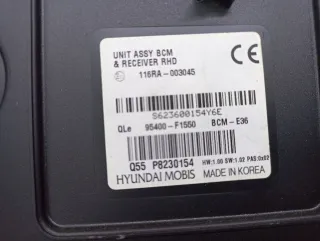 UNIT ASSY BCM
& RECEIVER RHD
CE
116RA-003045
S623600154Y6E
QLe 95400-F1550 BCM-E36
Q55 P8230154 HW:1.00 SW:1.02 PAS:0x02
HYUNDAI MOBIS MADE IN KOREA